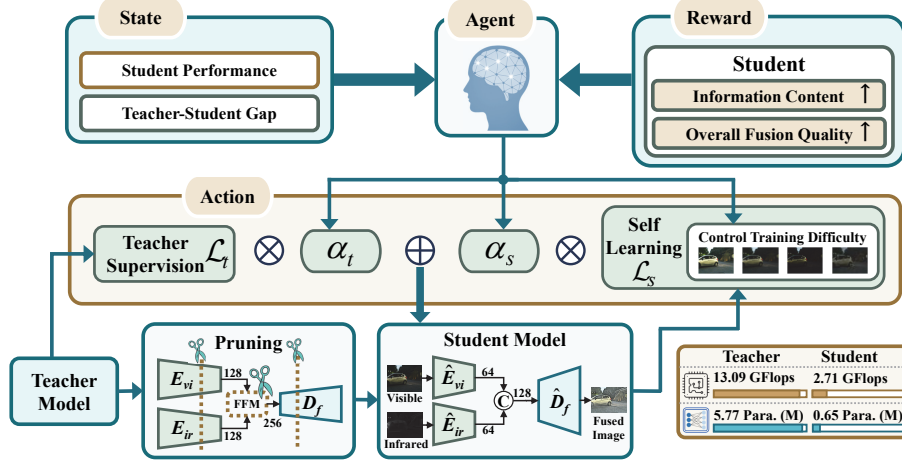 State
Student Performance
Teacher-Student Gap
Agent
Reward
Student
Information Content ↑
Overall Fusion Quality ↑
Action
Teacher
Supervision
ℒt
⊗
αt
⊕
αs
⊗
Self
Learning
ℒs
Control Training Difficulty
Teacher
Model
Pruning
Evi
128
Eir
128
FFM
256
Df
Student Model
Visible
Êvi
64
Infrared
Êir
64
C
128
D̂f
Fused
Image
Teacher Student
13.09 GFlops 2.71 GFlops
5.77 Para. (M) 0.65 Para. (M)